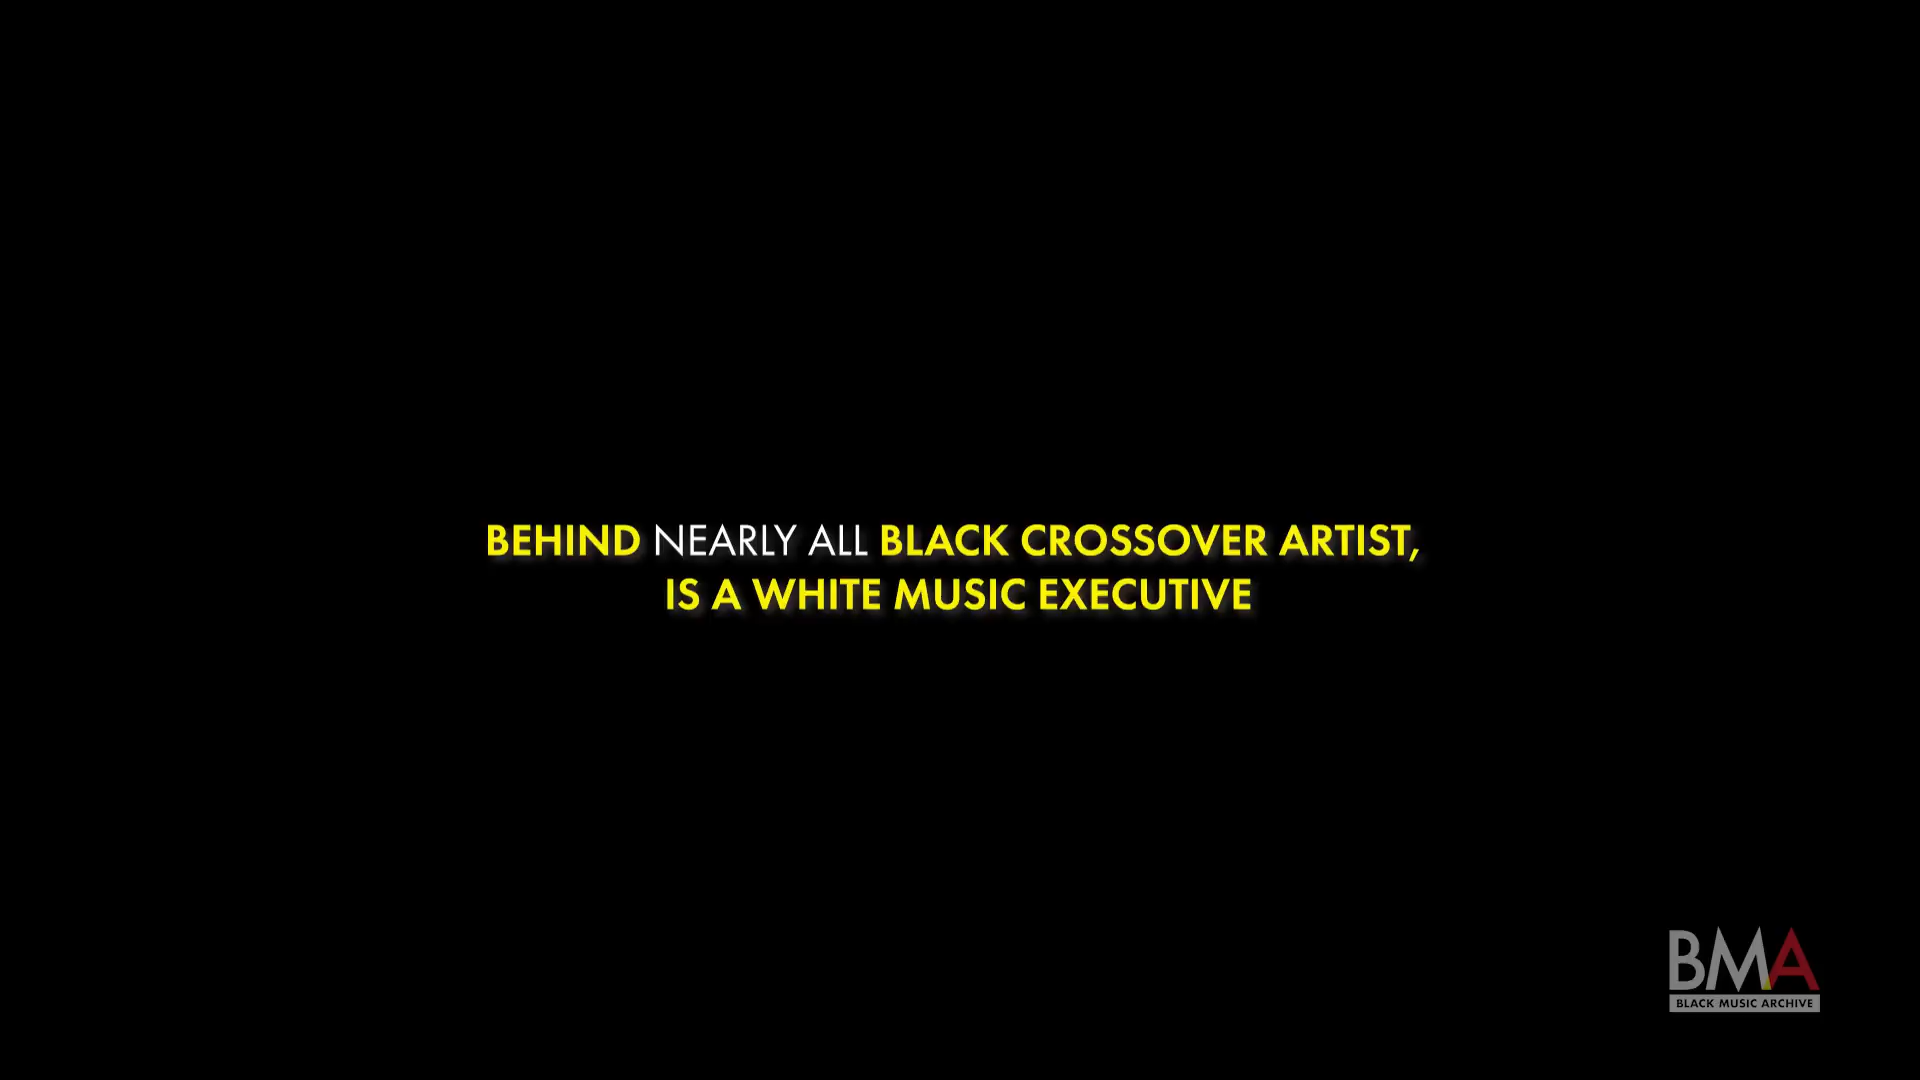 BEHIND NEARLY ALL BLACK CROSSOVER ARTIST,
IS A WHITE MUSIC EXECUTIVE
BMA
BLACK MUSIC ARCHIVE